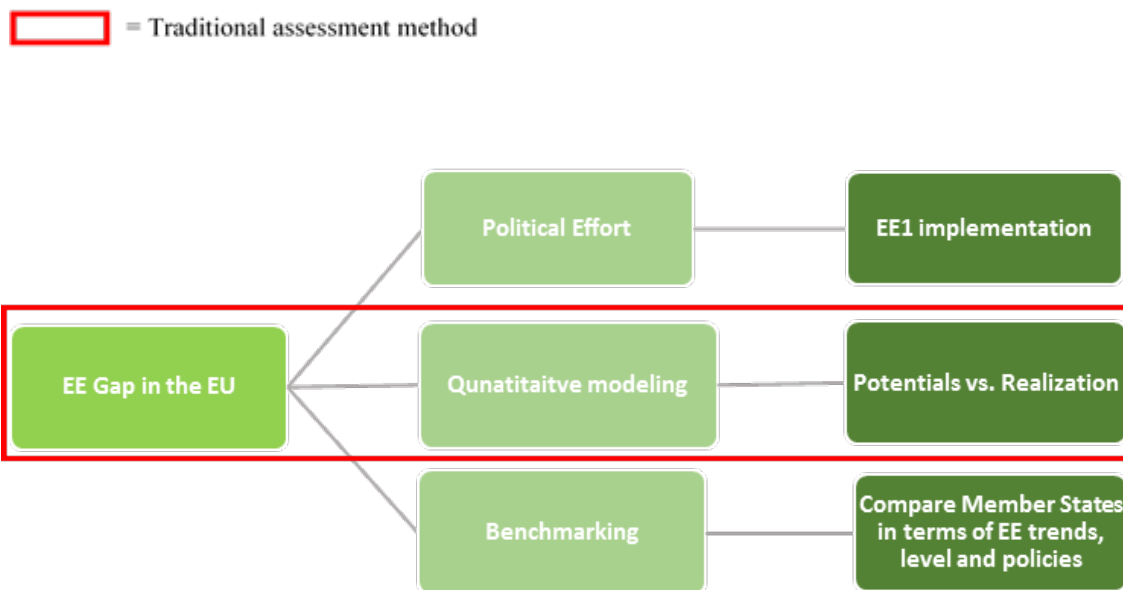 = Traditional assessment method
Political Effort
EE1 implementation
EE Gap in the EU
Qunatitaitve modeling
Potentials vs. Realization
Benchmarking
Compare Member States
in terms of EE trends,
level and policies